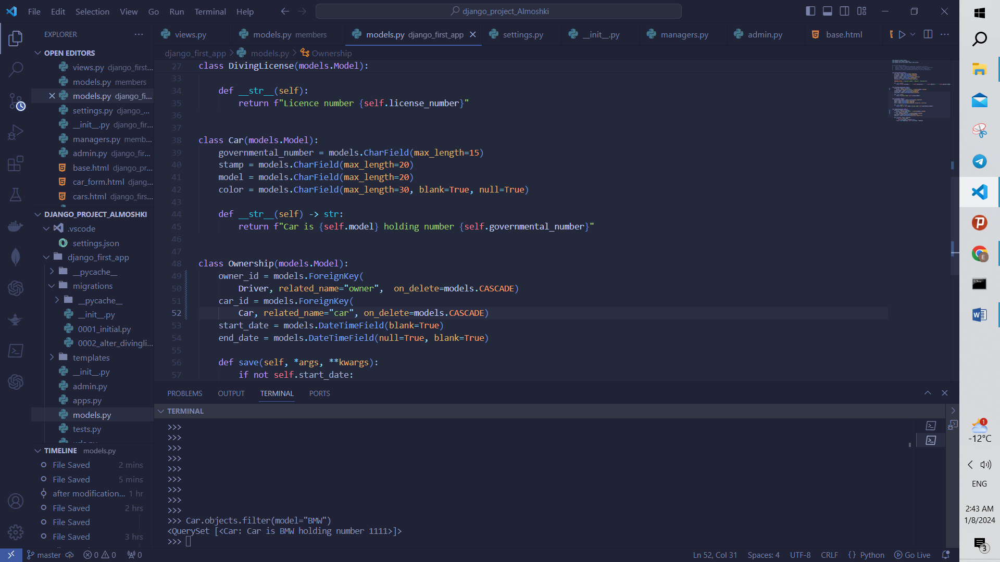 File Edit Selection View Go Run Terminal Help
django_project_Almoshki
EXPLORER
OPEN EDITORS
views.py django_first...
models.py members
models.py django_fi...
settings.py django_...
__init__.py django_fir...
managers.py memb...
admin.py django_fir...
base.html django_pr...
car_form.html djang...
cars.html django_firs...
DJANGO_PROJECT_ALMOSHKI
.vscode
settings.json
django_first_app
__pycache__
migrations
__pycache__
__init__.py
0001_initial.py
0002_alter_divingli...
templates
__init__.py
admin.py
apps.py
models.py
tests.py
urls.py
TIMELINE models.py
File Saved 2 mins
File Saved 5 mins
after modification... 1 hr
File Saved 2 hrs
File Saved
File Saved 3 hrs
views.py
models.py members
models.py django_first_app
settings.py
__init__.py
managers.py
admin.py
base.html
django_first_app > models.py > Ownership
27 class DivingLicense(models.Model):
33
34 def __str__(self):
35 return f"Licence number {self.license_number}"
36
37
38 class Car(models.Model):
39 governmental_number = models.CharField(max_length=15)
40 stamp = models.CharField(max_length=20)
41 model = models.CharField(max_length=20)
42 color = models.CharField(max_length=30, blank=True, null=True)
43
44 def __str__(self) -> str:
45 return f"Car is {self.model} holding number {self.governmental_number}"
46
47
48 class Ownership(models.Model):
49 owner_id = models.ForeignKey(
50 Driver, related_name="owner",  on_delete=models.CASCADE)
51 car_id = models.ForeignKey(
52 Car, related_name="car", on_delete=models.CASCADE)
53 start_date = models.DateTimeField(blank=True)
54 end_date = models.DateTimeField(null=True, blank=True)
55
56 def save(self, *args, **kwargs):
57 if not self.start_date:
PROBLEMS OUTPUT TERMINAL PORTS
TERMINAL
>>>
>>>
>>>
>>>
>>>
>>>
>>>
>>>
>>>
>>> Car.objects.filter(model="BMW")
<QuerySet [<Car: Car is BMW holding number 1111>]>
>>>
master 0 0 0
Ln 52, Col 31 Spaces: 4 UTF-8 CRLF {} Python Go Live
E
1
-12°C
ENG
2:43 AM
1/8/2024
3